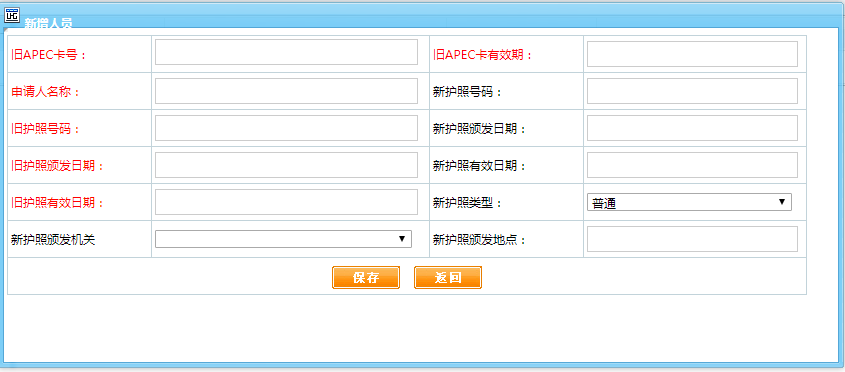 新增人员
旧APEC卡号： 旧APEC卡有效期：
申请人名称： 新护照号码：
旧护照号码： 新护照颁发日期：
旧护照颁发日期： 新护照有效日期：
旧护照有效日期： 新护照类型： 普通
新护照颁发机关 新护照颁发地点：
保存 返回